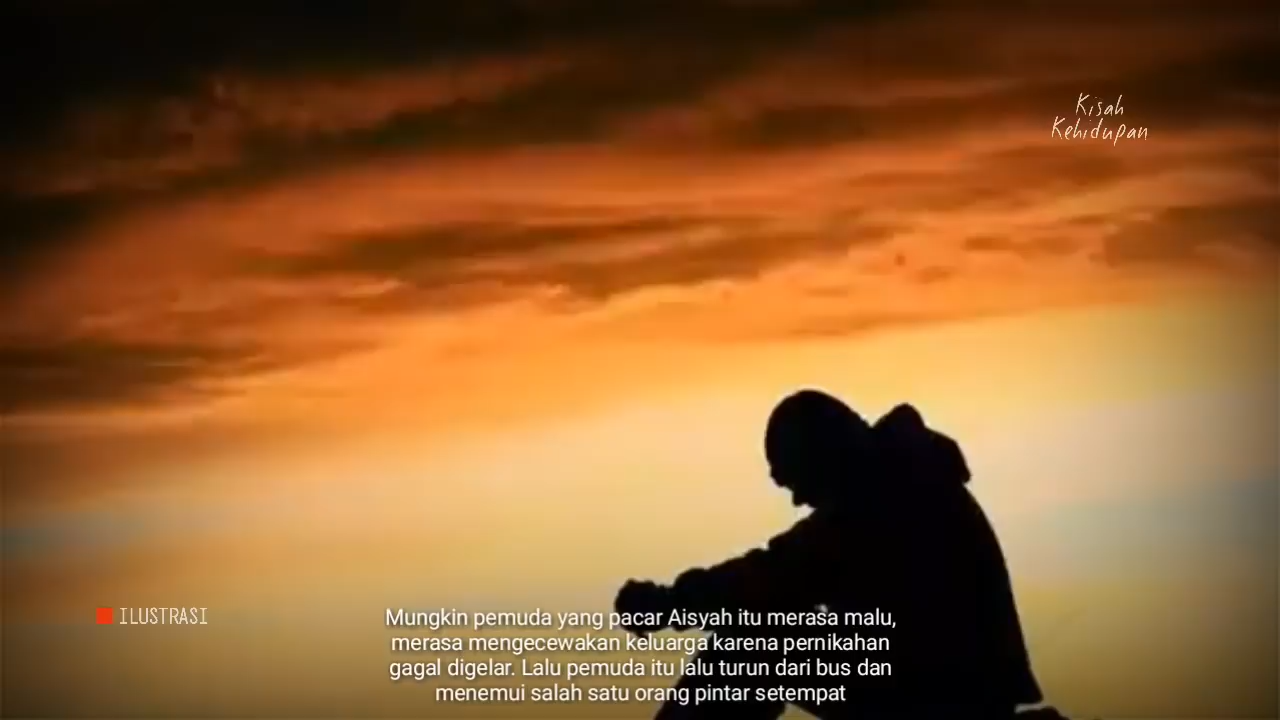 Kisah
Kehidupan
ILUSTRASI
Mungkin pemuda yang pacar Aisyah itu merasa malu,
merasa mengecewakan keluarga karena pernikahan
gagal digelar. Lalu pemuda itu lalu turun dari bus dan
menemui salah satu orang pintar setempat